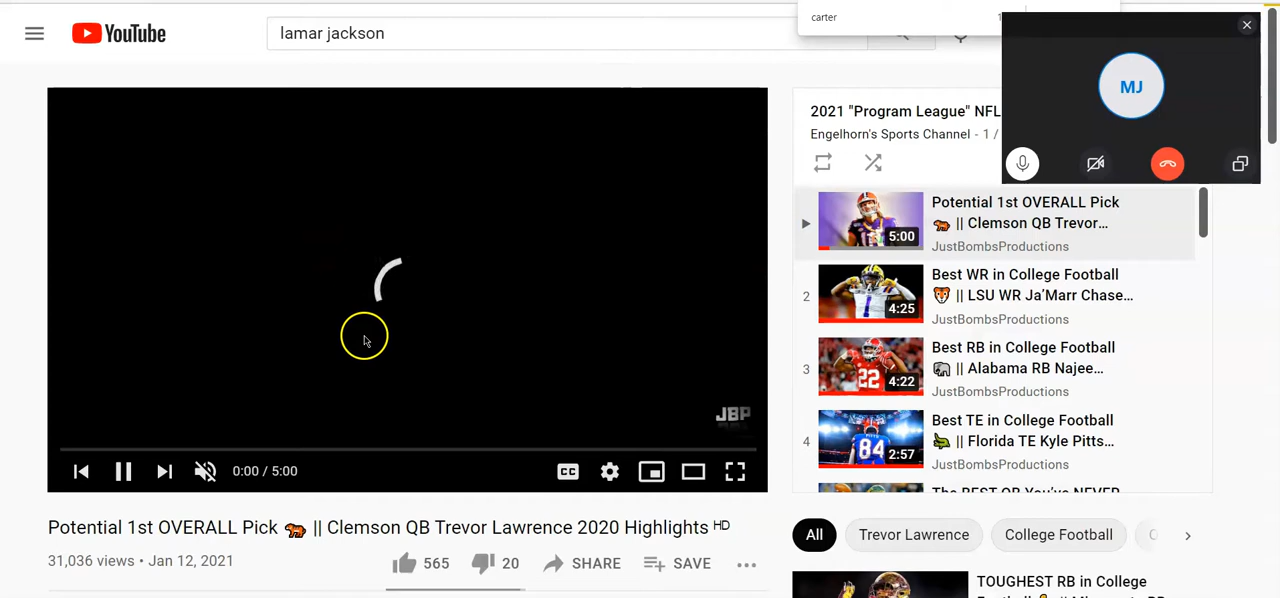 YouTube
lamar jackson
carter
MJ
2021 "Program League" NFL
Engelhorn's Sports Channel - 1 /
Potential 1st OVERALL Pick
🐅 || Clemson QB Trevor...
JustBombsProductions
5:00
2
Best WR in College Football
🐯 || LSU WR Ja'Marr Chase...
JustBombsProductions
4:25
3
Best RB in College Football
🐘 || Alabama RB Najee...
JustBombsProductions
22
4:22
4
Best TE in College Football
🐊 || Florida TE Kyle Pitts...
JustBombsProductions
84
2:57
JBP
0:00 / 5:00
CC
Potential 1st OVERALL Pick 🐅 || Clemson QB Trevor Lawrence 2020 Highlights HD
31,036 views • Jan 12, 2021
565
20
SHARE
SAVE
All
Trevor Lawrence
College Football
TOUGHEST RB in College